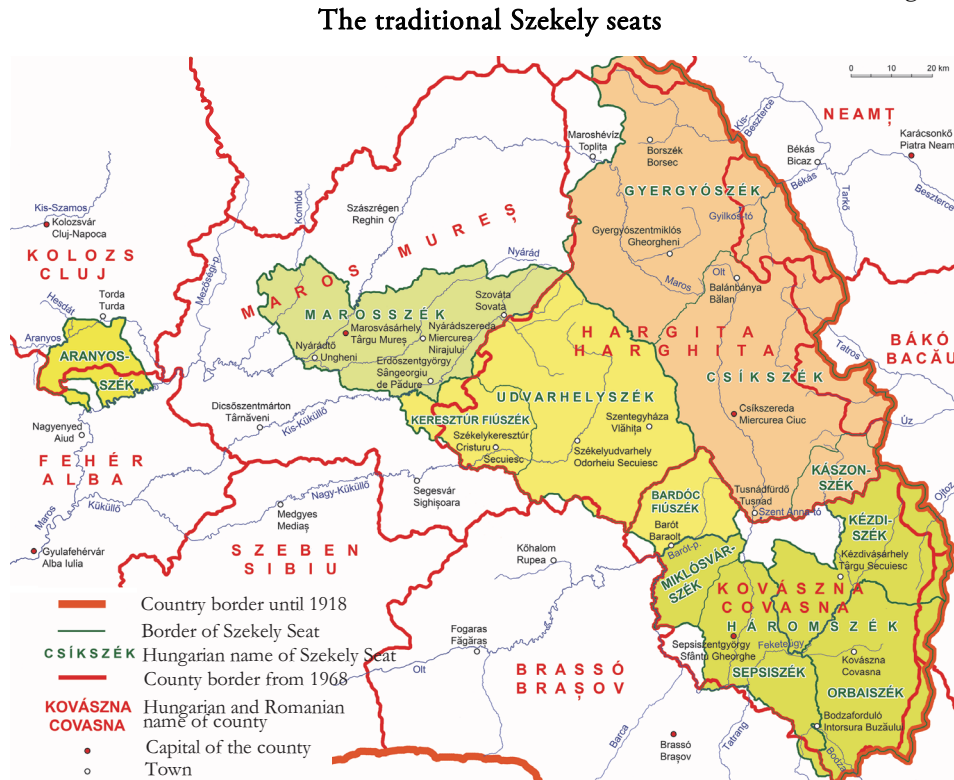 The traditional Szekely seats
0 10 20 km
NEAMȚ
Kis-
Beszterce
Karácsonkő
Piatra Neam
Maroshévíz
Toplița
Borszék
Borsec
Békás
Bicaz
Békás
Tarkő
Beszterce
GYERGYÓSZÉK
Gyilkos-tó
Kis-Szamos
Kolozsvár
Cluj-Napoca
KOLOZS
CLUJ
Komlód
Szászrégen
Reghin
MAROS MUREȘ
Nyárád
Gyergyószentmiklós
Gheorgheni
Mezőségi-p.
Maros
Olt
Balánbánya
Bălan
Hesdát
Torda
Turda
Aranyos
ARANYOS-
SZÉK
MAROSSZÉK
Szováta
Sovata
Marosvásárhely
Târgu Mureș
Nyárádszereda
Miercurea
Nirajului
Nyárádtő
Ungheni
Erdőszentgyörgy
Sângeorgiu
de Pădure
HARGITA
HARGHITA
Tatros
BÁKÓ
BACĂU
CSÍKSZÉK
UDVARHELYSZÉK
Dicsőszentmárton
Târnăveni
Kis-Küküllő
KERESZTÚR FIÚSZÉK
Székelykeresztúr
Cristuru
Secuiesc
Szentegyháza
Vlăhița
Székelyudvarhely
Odorheiu Secuiesc
Csíkszereda
Miercurea Ciuc
Úz
Nagyenyed
Aiud
FEHÉR
ALBA
Maros
Küküllő
Nagy-Küküllő
Segesvár
Sighișoara
Medgyes
Mediaș
KÁSZON-
SZÉK
Tusnádfürdő
Tușnad
Szent Anna-tó
Oltoz
BARDÓC
FIÚSZÉK
Barót
Baraolt
Barót-p.
KÉZDI-
SZÉK
Kézdivásárhely
Târgu Secuiesc
Gyulafehérvár
Alba Iulia
SZEBEN
SIBIU
Kőhalom
Rupea
MIKLÓSVÁR-
SZÉK
KOVÁSZNA
COVASNA
HÁROMSZÉK
Sepsiszentgyörgy
Sfântu Gheorghe
Feketeügy
Kovászna
Covasna
SEPSISZÉK
ORBAISZÉK
Fogaras
Făgăraș
Olt
BRASSÓ
BRAȘOV
Bodzaforduló
Intorsura Buzăului
Barca
Tatrang
Bodza
Brassó
Brașov
Country border until 1918
Border of Szekely Seat
CSÍKSZÉK Hungarian name of Szekely Seat
County border from 1968
KOVÁSZNA Hungarian and Romanian
COVASNA name of county
Capital of the county
Town